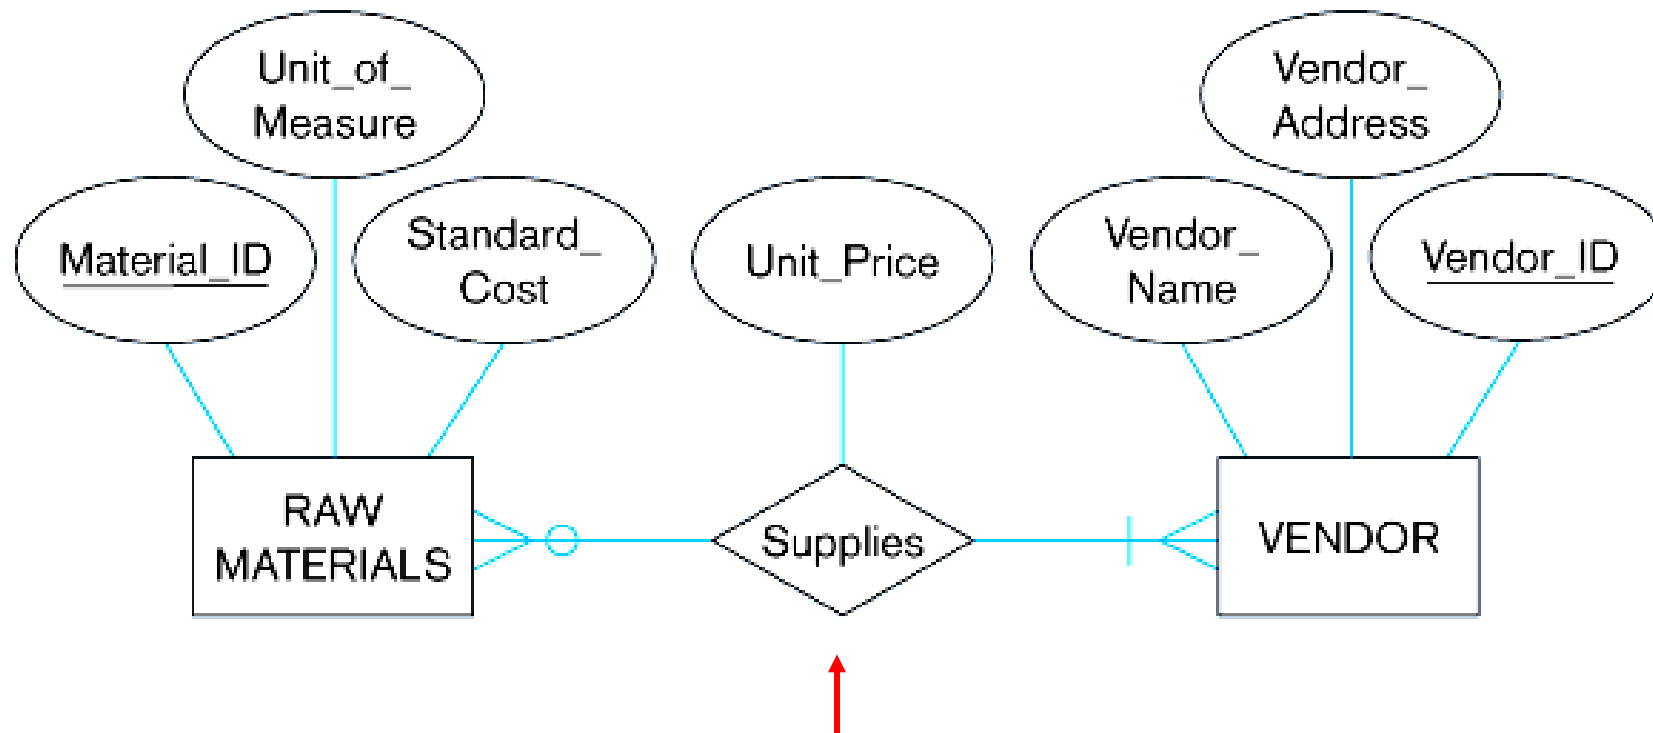 Unit_of_
Measure
Vendor_
Address
Material_ID
Standard_
Cost
Unit_Price
Vendor_
Name
Vendor_ID
RAW
MATERIALS
Supplies
VENDOR